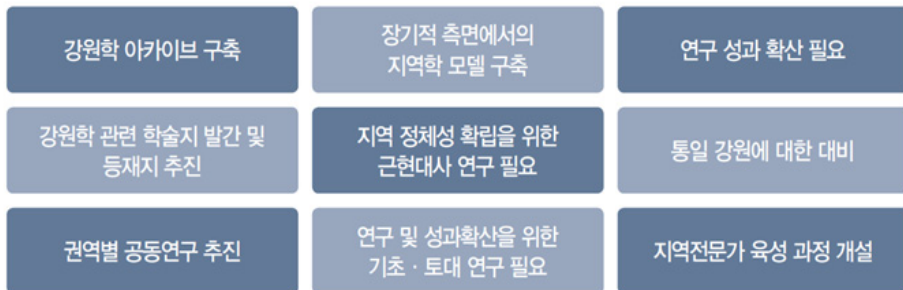 강원학 아카이브 구축
장기적 측면에서의
지역학 모델 구축
연구 성과 확산 필요
강원학 관련 학술지 발간 및
등재지 추진
지역 정체성 확립을 위한
근현대사 연구 필요
통일 강원에 대한 대비
권역별 공동연구 추진
연구 및 성과확산을 위한
기초 · 토대 연구 필요
지역전문가 육성 과정 개설